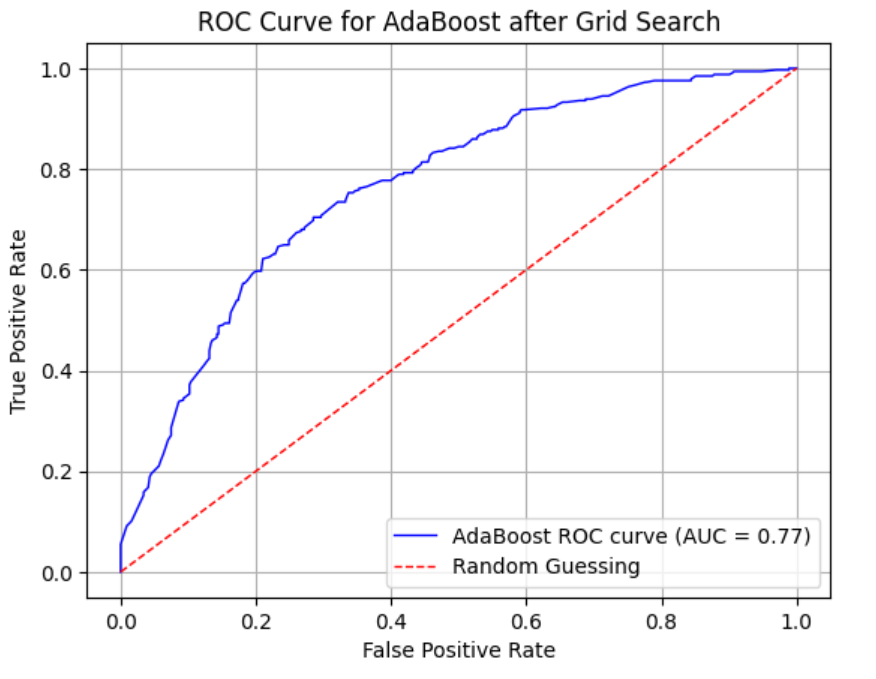 ROC Curve for AdaBoost after Grid Search
True Positive Rate
1.0
0.8
0.6
0.4
0.2
0.0
AdaBoost ROC curve (AUC = 0.77)
Random Guessing
0.0 0.2 0.4 0.6 0.8 1.0
False Positive Rate